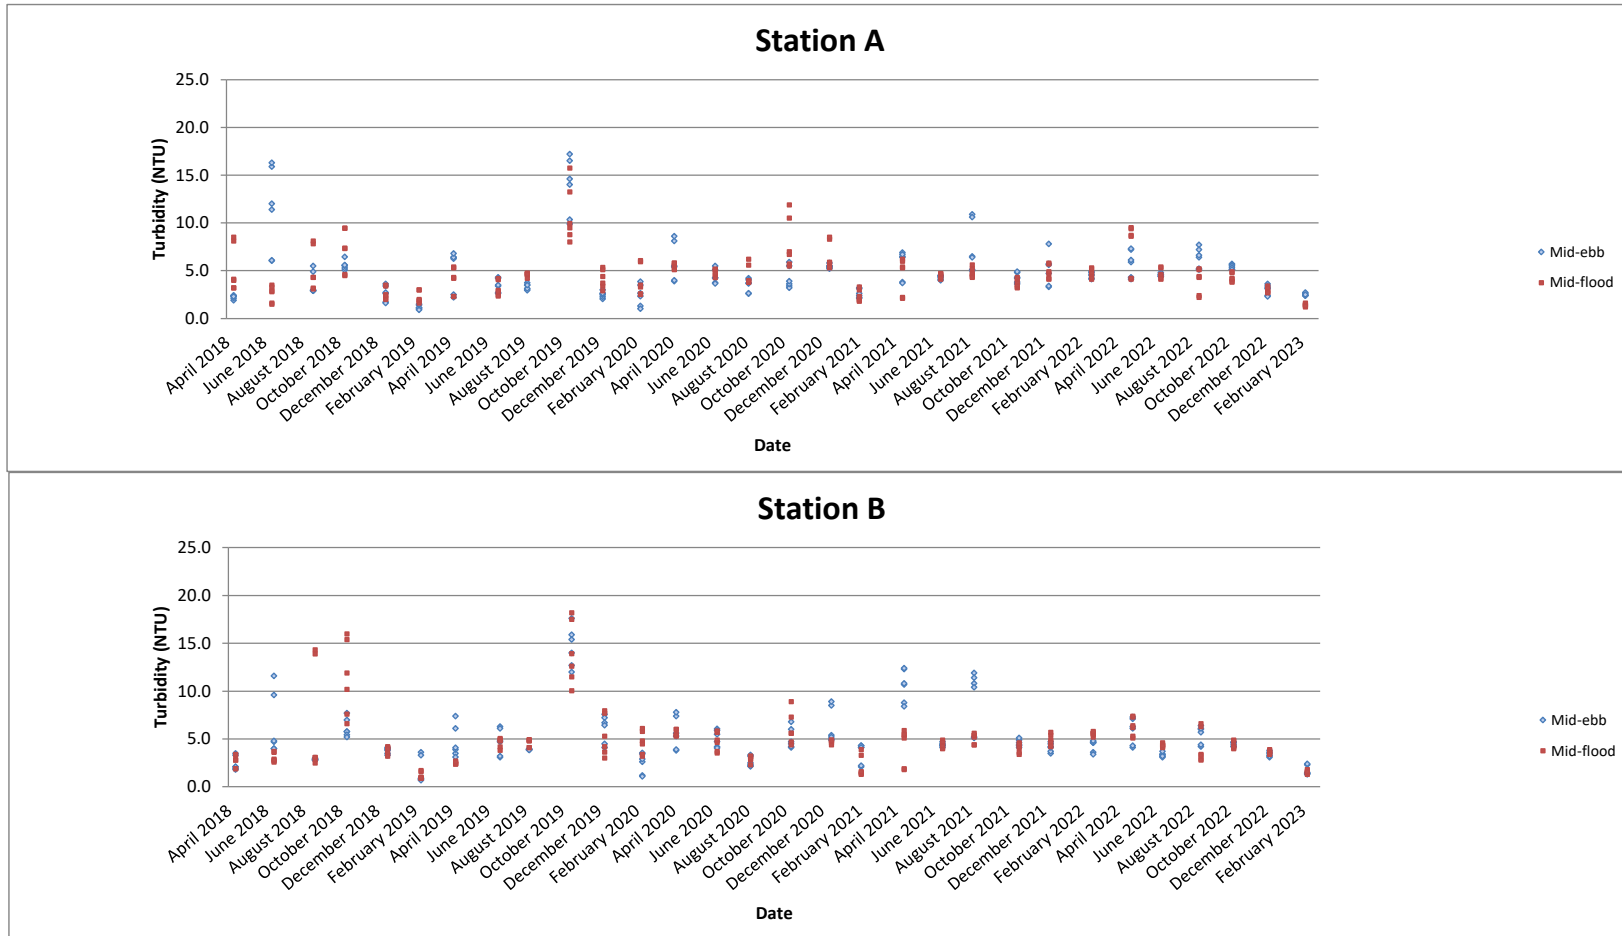 Station A
25.0
20.0
15.0
10.0
5.0
0.0
Turbidity (NTU)
April 2018
June 2018
August 2018
October 2018
December 2018
February 2019
April 2019
June 2019
August 2019
October 2019
December 2019
February 2020
April 2020
June 2020
August 2020
October 2020
December 2020
February 2021
April 2021
June 2021
August 2021
October 2021
December 2021
February 2022
April 2022
June 2022
August 2022
October 2022
December 2022
February 2023
Date
Mid-ebb
Mid-flood
Station B
25.0
20.0
15.0
10.0
5.0
0.0
Turbidity (NTU)
April 2018
June 2018
August 2018
October 2018
December 2018
February 2019
April 2019
June 2019
August 2019
October 2019
December 2019
February 2020
April 2020
June 2020
August 2020
October 2020
December 2020
February 2021
April 2021
June 2021
August 2021
October 2021
December 2021
February 2022
April 2022
June 2022
August 2022
October 2022
December 2022
February 2023
Date
Mid-ebb
Mid-flood